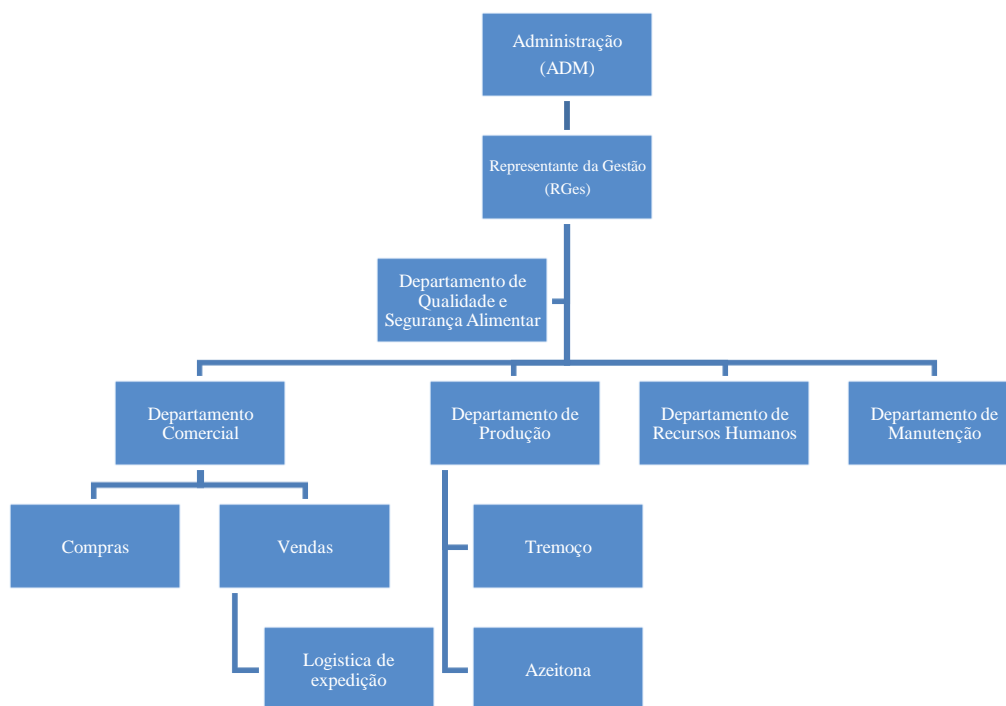 Administração
(ADM)
Representante da Gestão
(RGes)
Departamento de
Qualidade e
Segurança Alimentar
Departamento
Comercial
Departamento de
Produção
Departamento de
Recursos Humanos
Departamento de
Manutenção
Compras
Vendas
Tremoço
Logistica de
expedição
Azeitona